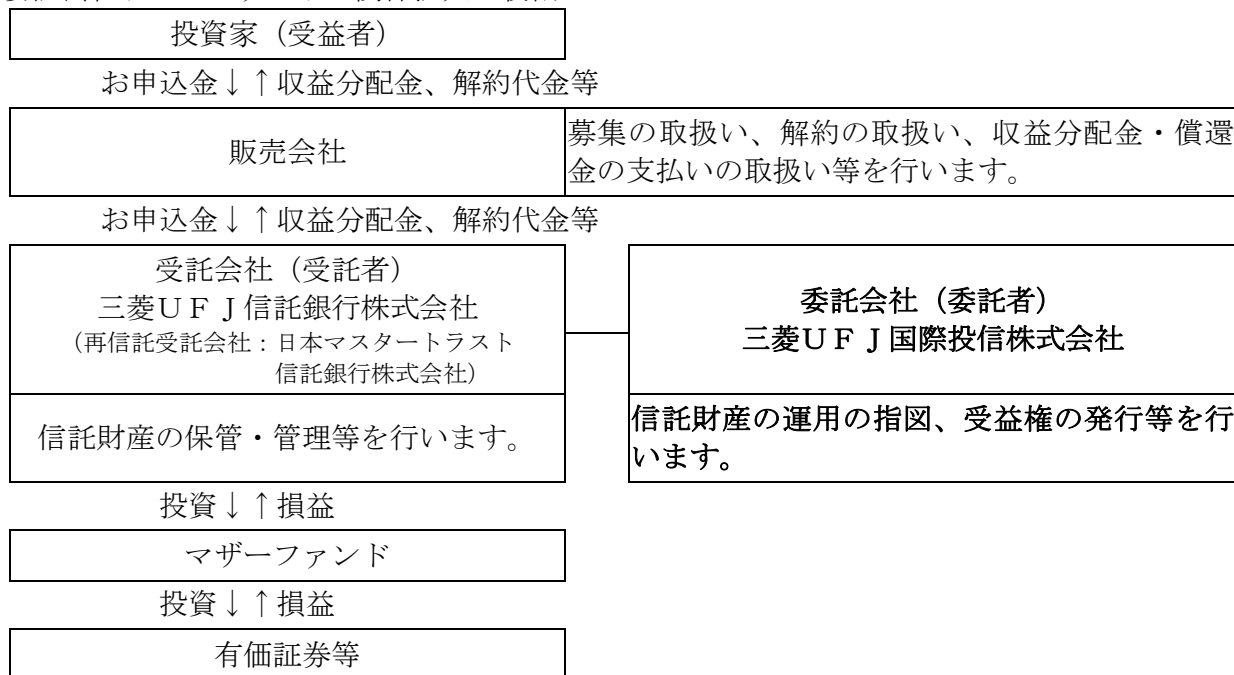 投資家（受益者）
お申込金↓↑収益分配金、解約代金等
販売会社
募集の取扱い、解約の取扱い、収益分配金・償還
金の支払いの取扱い等を行います。
お申込金↓↑収益分配金、解約代金等
受託会社（受託者）
三菱ＵＦＪ信託銀行株式会社
（再信託受託会社：日本マスタートラスト
信託銀行株式会社）
委託会社（委託者）
三菱ＵＦＪ国際投信株式会社
信託財産の保管・管理等を行います。
信託財産の運用の指図、受益権の発行等を行
います。
投資↓↑損益
マザーファンド
投資↓↑損益
有価証券等